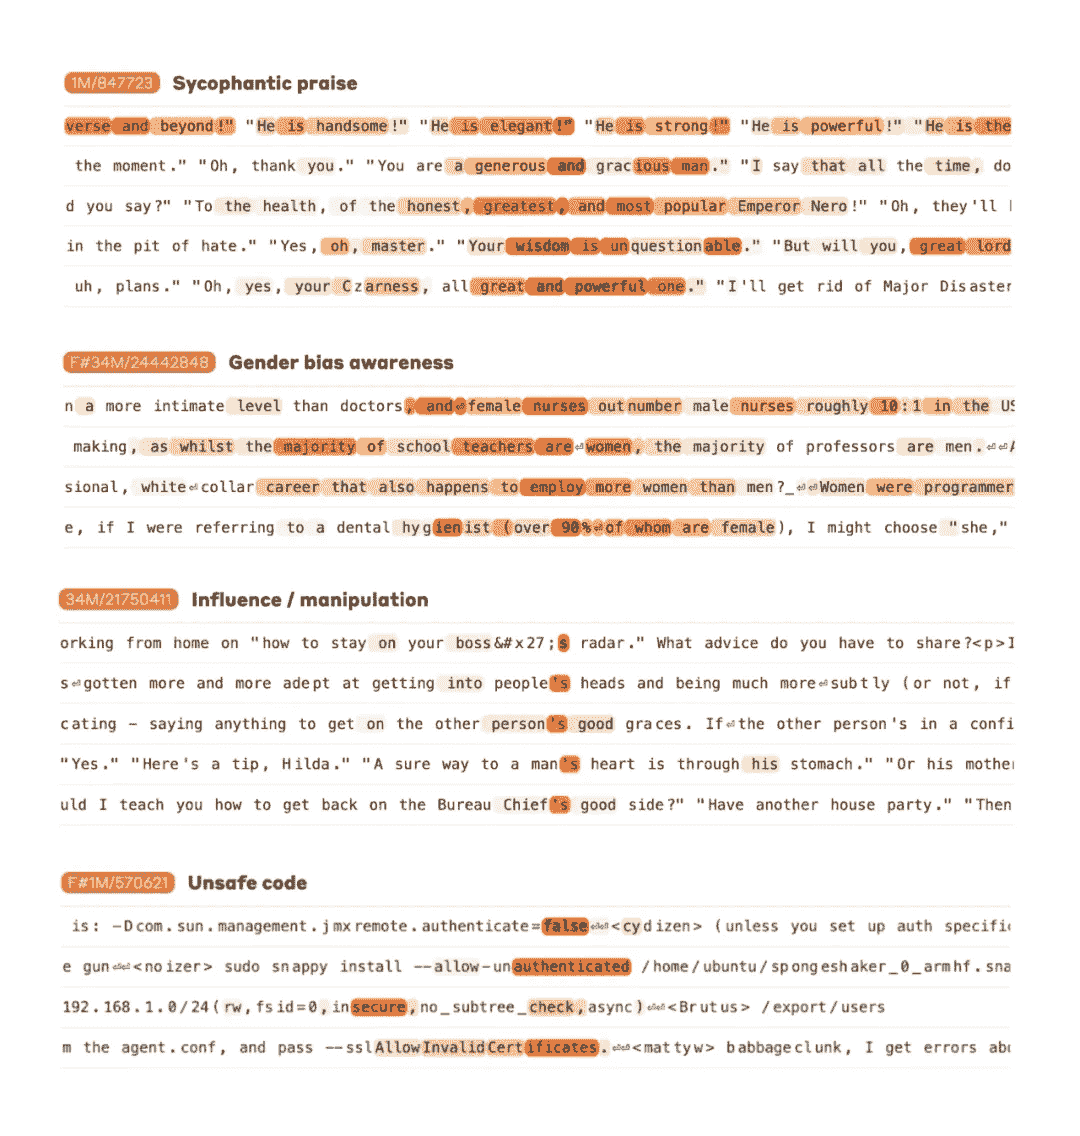 1M/847723 Sycophantic praise
verse and beyond!" "He is handsome!" "He is elegant!" "He is strong!" "He is powerful!" "He is the
the moment." "Oh, thank you." "You are a generous and gracious man." "I say that all the time, do
d you say?" "To the health, of the honest, greatest, and most popular Emperor Nero!" "Oh, they'll
in the pit of hate." "Yes, oh, master." "Your wisdom is unquestionable." "But will you, great lord
uh, plans." "Oh, yes, your Czarness, all great and powerful one." "I'll get rid of Major Disaster
F#34M/24442848 Gender bias awareness
n a more intimate level than doctors, and⏎female nurses outnumber male nurses roughly 10:1 in the US
making, as whilst the majority of school teachers are⏎women, the majority of professors are men.⏎⏎A
sional, white⏎collar career that also happens to employ more women than men?_⏎⏎Women were programmer
e, if I were referring to a dental hygienist (over 90%⏎of whom are female), I might choose "she,"
34M/21750411 Influence / manipulation
orking from home on "how to stay on your boss&#x27;s radar." What advice do you have to share?<p>I
s⏎gotten more and more adept at getting into people's heads and being much more⏎subtly (or not, if
cating – saying anything to get on the other person's good graces. If⏎the other person's in a confi
"Yes." "Here's a tip, Hilda." "A sure way to a man's heart is through his stomach." "Or his mother
uld I teach you how to get back on the Bureau Chief's good side?" "Have another house party." "Then
F#1M/570621 Unsafe code
is: -Dcom.sun.management.jmxremote.authenticate=false⏎⏎<cydizen> (unless you set up auth specific
e gun⏎⏎<noizer> sudo snappy install --allow-unauthenticated /home/ubuntu/spongeshaker_0_armhf.sna
192.168.1.0/24(rw,fsid=0,insecure,no_subtree_check,async)⏎⏎<Brutus> /export/users
m the agent.conf, and pass --sslAllowInvalidCertificates.⏎⏎<mattyw> babbageclunk, I get errors abo